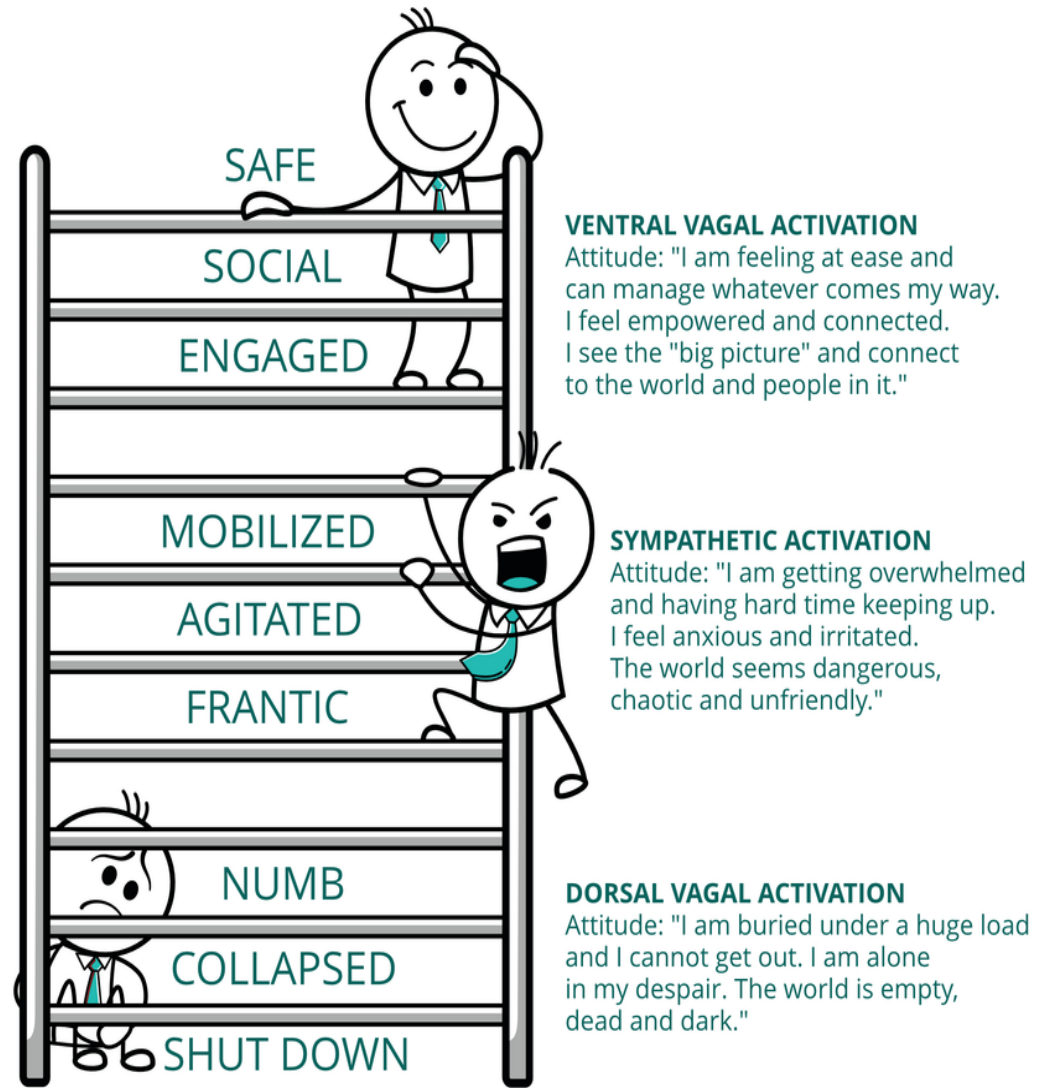 SAFE
SOCIAL
ENGAGED
VENTRAL VAGAL ACTIVATION
Attitude: "I am feeling at ease and
can manage whatever comes my way.
I feel empowered and connected.
I see the "big picture" and connect
to the world and people in it."
MOBILIZED
AGITATED
FRANTIC
SYMPATHETIC ACTIVATION
Attitude: "I am getting overwhelmed
and having hard time keeping up.
I feel anxious and irritated.
The world seems dangerous,
chaotic and unfriendly."
NUMB
COLLAPSED
SHUT DOWN
DORSAL VAGAL ACTIVATION
Attitude: "I am buried under a huge load
and I cannot get out. I am alone
in my despair. The world is empty,
dead and dark."